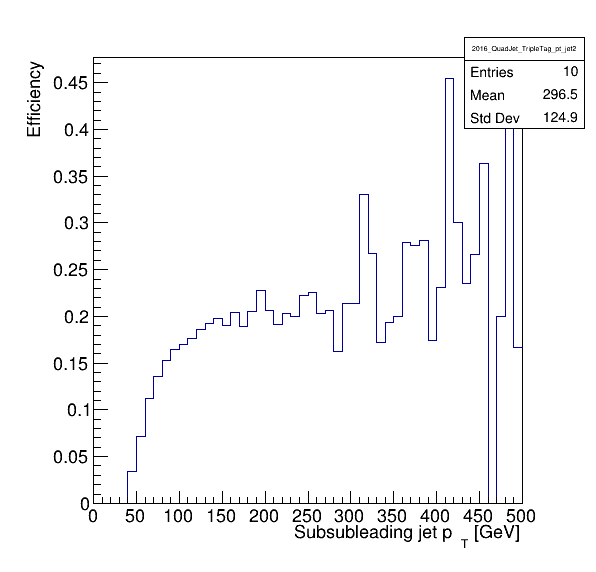 2016_QuadJet_TripleTag_pt_jet2
Entries 10
Mean 296.5
Std Dev 124.9
Efficiency
0.45
0.4
0.35
0.3
0.25
0.2
0.15
0.1
0.05
0
0 50 100 150 200 250 300 350 400 450 500
Subsubleading jet p T [GeV]